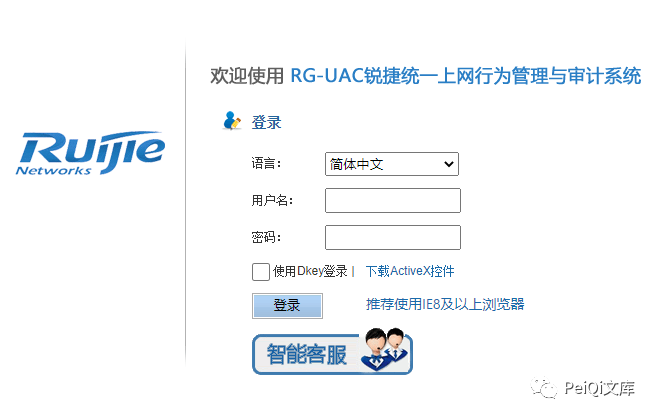 欢迎使用 RG-UAC锐捷统一上网行为管理与审计系统
Ruijie
Networks
登录
语言：
简体中文
用户名：
密码：
使用Dkey登录 | 下载ActiveX控件
登录
推荐使用IE8及以上浏览器
智能客服
PeiQi文库